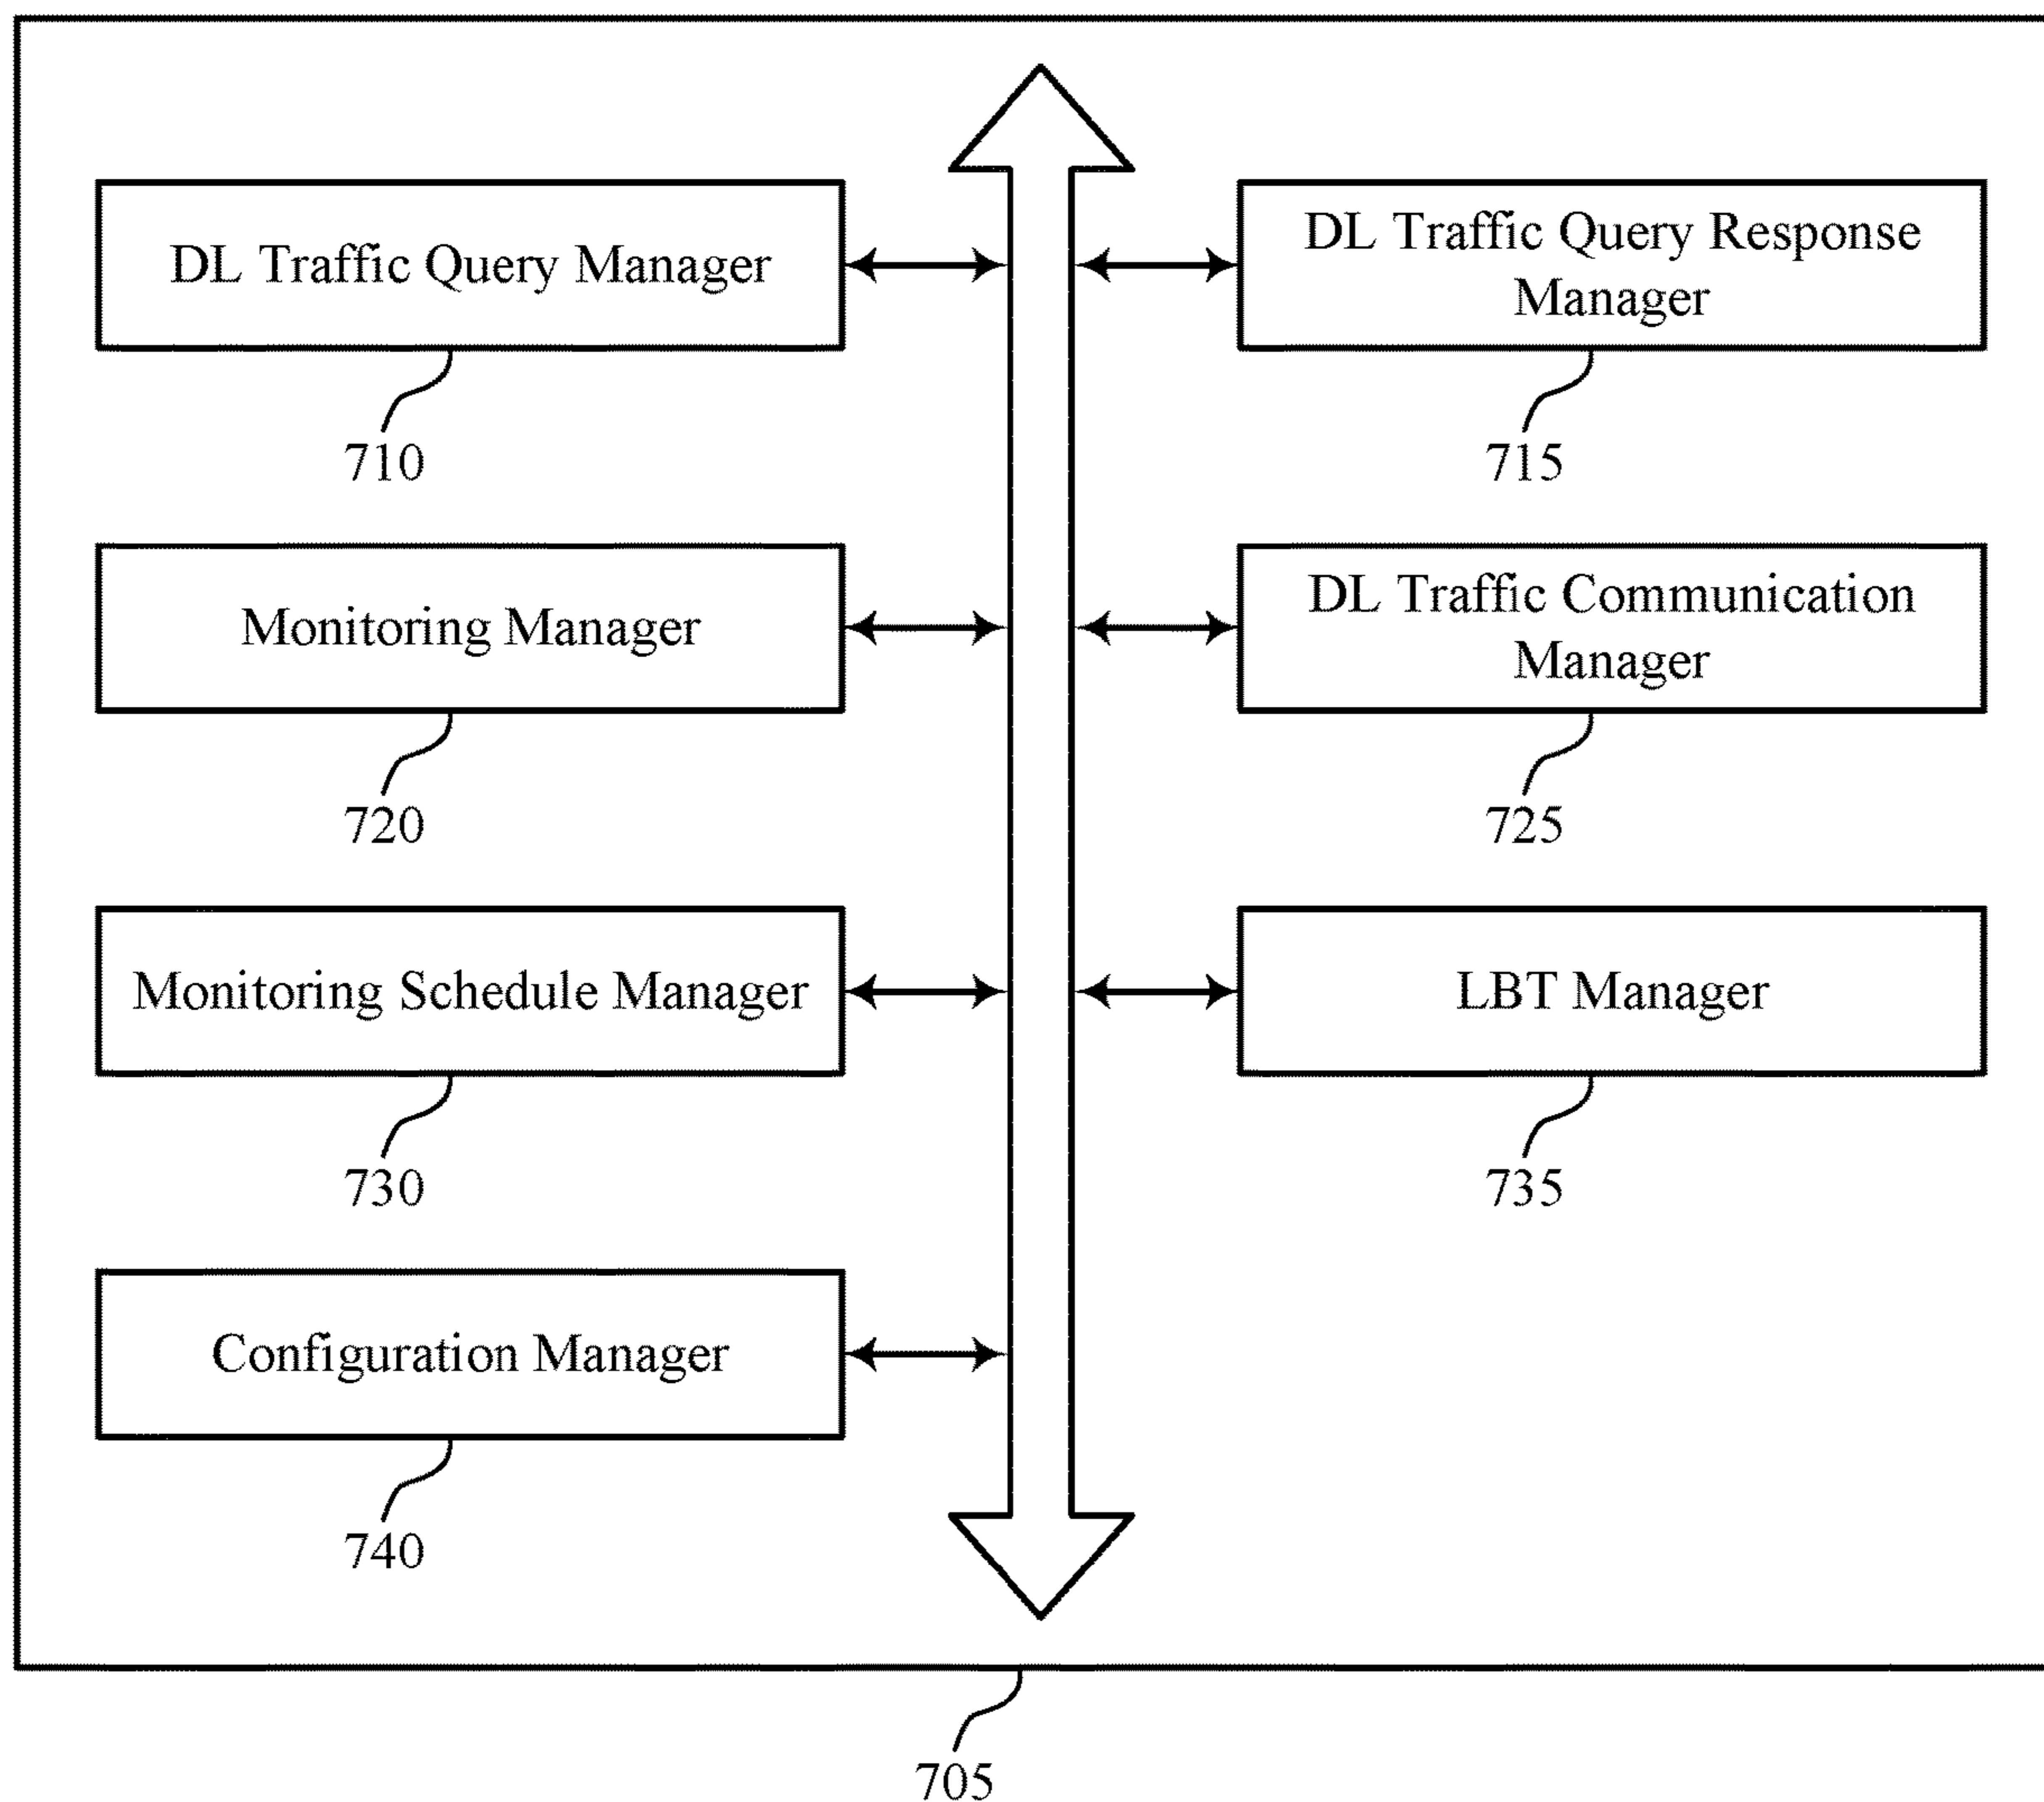 DL Traffic Query Manager
710
DL Traffic Query Response
Manager
715
Monitoring Manager
720
DL Traffic Communication
Manager
725
Monitoring Schedule Manager
730
LBT Manager
735
Configuration Manager
740
705